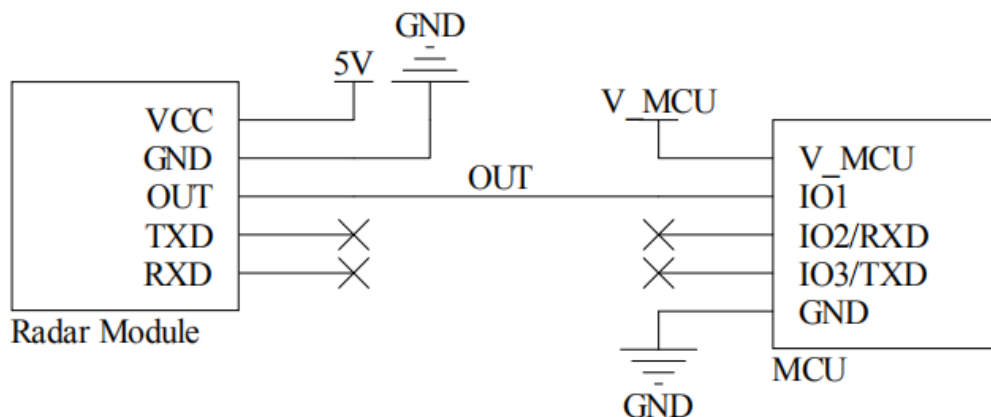 GND
5V
V_MCU
VCC
GND
OUT
TXD
RXD
Radar Module
OUT
V_MCU
IO1
IO2/RXD
IO3/TXD
GND
MCU
GND